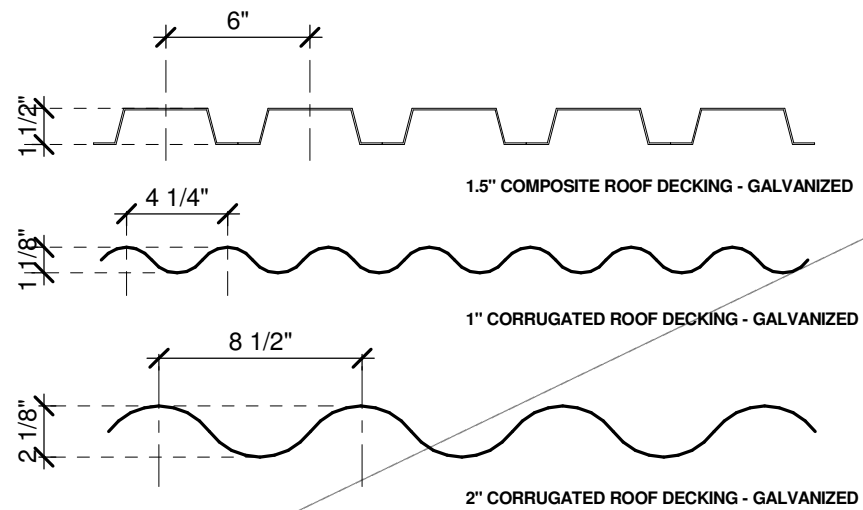 6"
1 1/2"
1.5" COMPOSITE ROOF DECKING - GALVANIZED
4 1/4"
1 1/8"
1" CORRUGATED ROOF DECKING - GALVANIZED
8 1/2"
2 1/8"
2" CORRUGATED ROOF DECKING - GALVANIZED